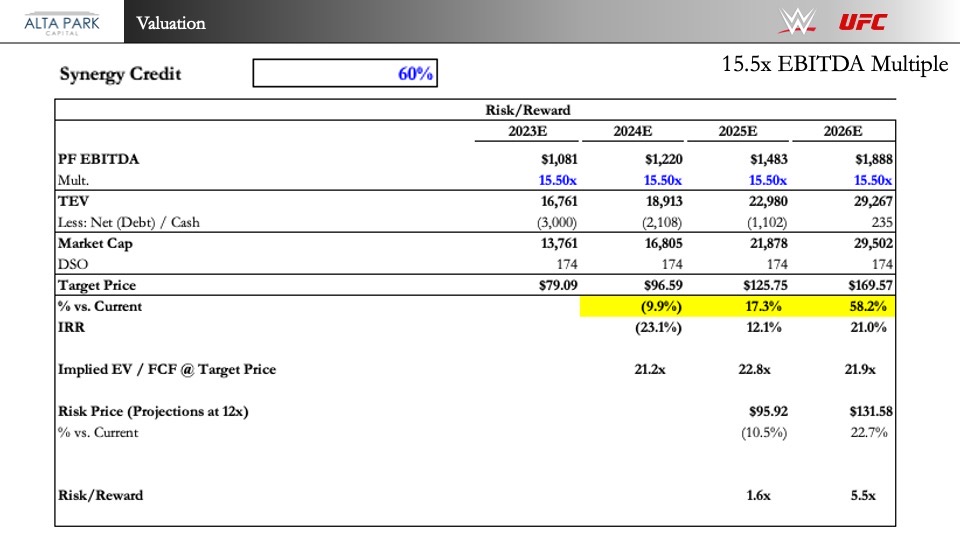 ALTA PARK
CAPITAL
Valuation
W UFC
Synergy Credit 60% 15.5x EBITDA Multiple
Risk/Reward
2023E 2024E 2025E 2026E
PF EBITDA $1,081 $1,220 $1,483 $1,888
Mult. 15.50x 15.50x 15.50x 15.50x
TEV 16,761 18,913 22,980 29,267
Less: Net (Debt) / Cash (3,000) (2,108) (1,102) 235
Market Cap 13,761 16,805 21,878 29,502
DSO 174 174 174 174
Target Price $79.09 $96.59 $125.75 $169.57
% vs. Current (9.9%) 17.3% 58.2%
IRR (23.1%) 12.1% 21.0%
Implied EV / FCF @ Target Price 21.2x 22.8x 21.9x
Risk Price (Projections at 12x) $95.92 $131.58
% vs. Current (10.5%) 22.7%
Risk/Reward 1.6x 5.5x